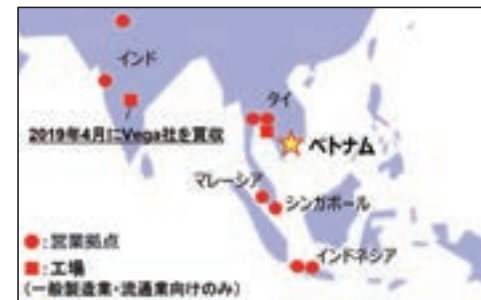 インド
2019年4月にVega社を買収
タイ
ベトナム
マレーシア
シンガポール
インドネシア
●:営業拠点
■:工場
(一般製造業・流通業向けのみ)